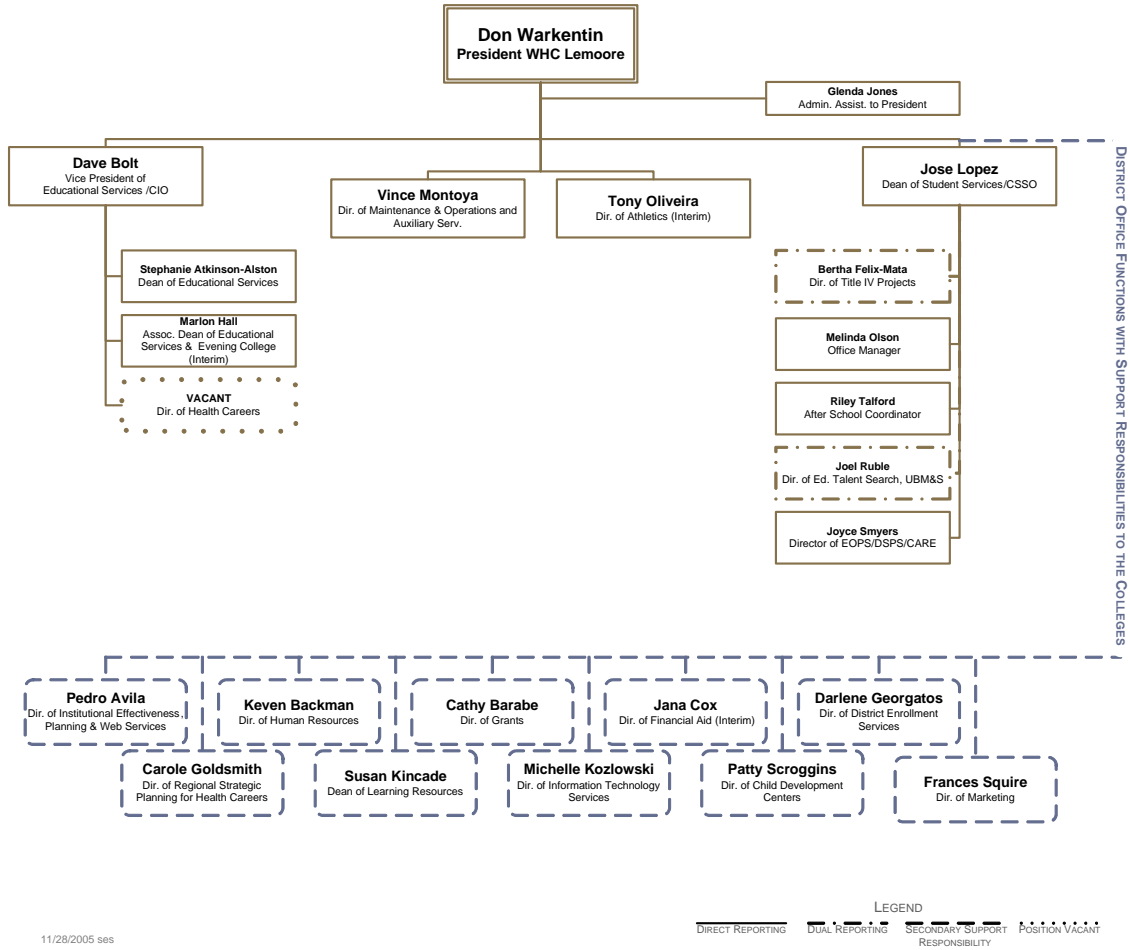 Don Warkentin
President WHC Lemoore
Glenda Jones
Admin. Assist. to President
Dave Bolt
Vice President of
Educational Services /CIO
Vince Montoya
Dir. of Maintenance & Operations and
Auxiliary Serv.
Tony Oliveira
Dir. of Athletics (Interim)
Jose Lopez
Dean of Student Services/CSSO
Stephanie Atkinson-Alston
Dean of Educational Services
Marlon Hall
Assoc. Dean of Educational
Services & Evening College
(Interim)
VACANT
Dir. of Health Careers
Bertha Felix-Mata
Dir. of Title IV Projects
Melinda Olson
Office Manager
Riley Talford
After School Coordinator
Joel Ruble
Dir. of Ed. Talent Search, UBM&S
Joyce Smyers
Director of EOPS/DSPS/CARE
DISTRICT OFFICE FUNCTIONS WITH SUPPORT RESPONSIBILITIES TO THE COLLEGES
Pedro Avila
Dir. of Institutional Effectiveness,
Planning & Web Services
Keven Backman
Dir. of Human Resources
Cathy Barabe
Dir. of Grants
Jana Cox
Dir. of Financial Aid (Interim)
Darlene Georgatos
Dir. of District Enrollment
Services
Carole Goldsmith
Dir. of Regional Strategic
Planning for Health Careers
Susan Kincade
Dean of Learning Resources
Michelle Kozlowski
Dir. of Information Technology
Services
Patty Scroggins
Dir. of Child Development
Centers
Frances Squire
Dir. of Marketing
LEGEND
DIRECT REPORTING
DUAL REPORTING
SECONDARY SUPPORT
RESPONSIBILITY
POSITION VACANT
11/28/2005 ses